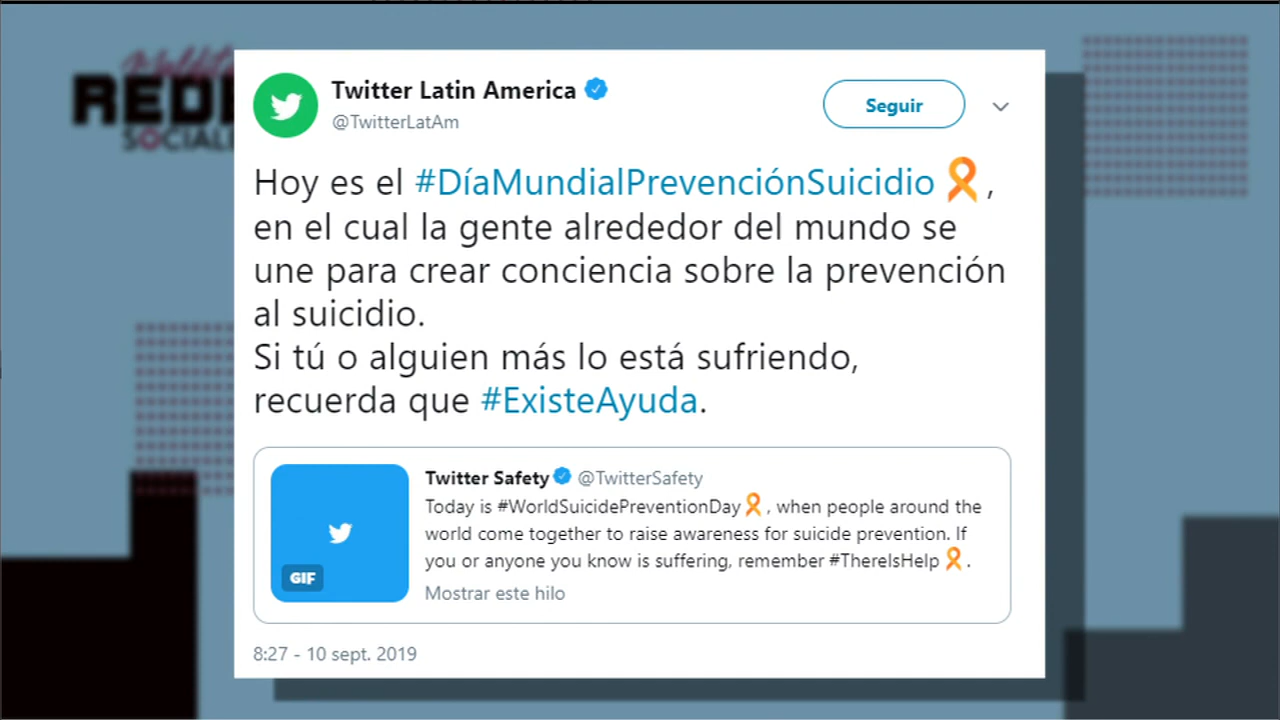 REDE
SOCIALE
Twitter Latin America
@TwitterLatAm
Seguir
Hoy es el #DíaMundialPrevenciónSuicidio,
en el cual la gente alrededor del mundo se
une para crear conciencia sobre la prevención
al suicidio.
Si tú o alguien más lo está sufriendo,
recuerda que #ExisteAyuda.
Twitter Safety @TwitterSafety
Today is #WorldSuicidePreventionDay, when people around the
world come together to raise awareness for suicide prevention. If
you or anyone you know is suffering, remember #ThereIsHelp.
GIF
Mostrar este hilo
8:27 - 10 sept. 2019